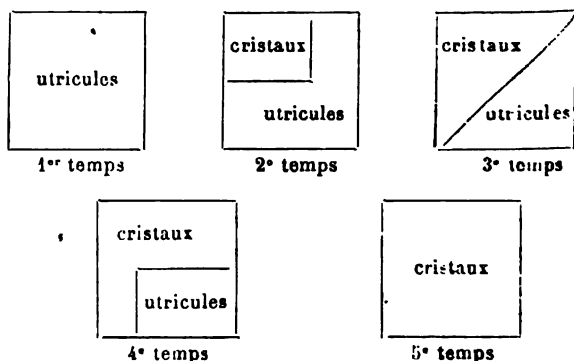 utricules
1er temps
cristaux
utricules
2e temps
cristaux
utricules
3e temps
cristaux
utricules
4e temps
cristaux
5e temps